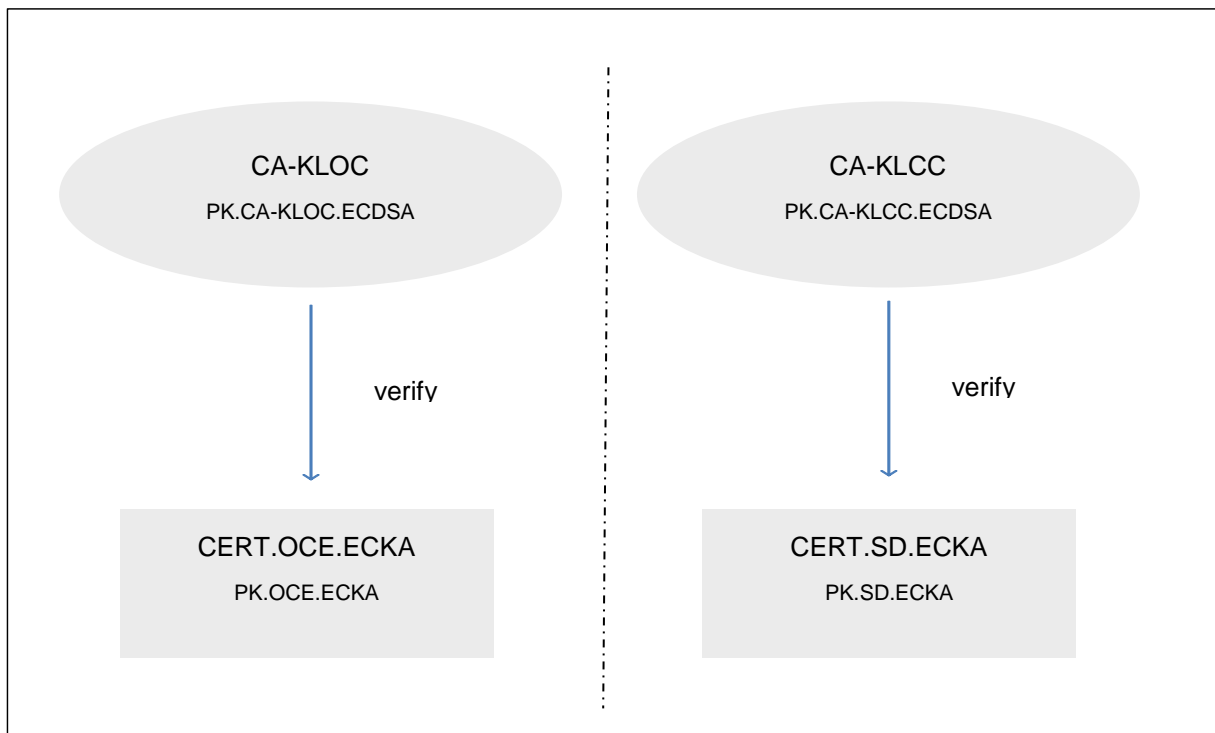 CA-KLOC
PK.CA-KLOC.ECDSA
verify
CERT.OCE.ECKA
PK.OCE.ECKA
CA-KLCC
PK.CA-KLCC.ECDSA
verify
CERT.SD.ECKA
PK.SD.ECKA